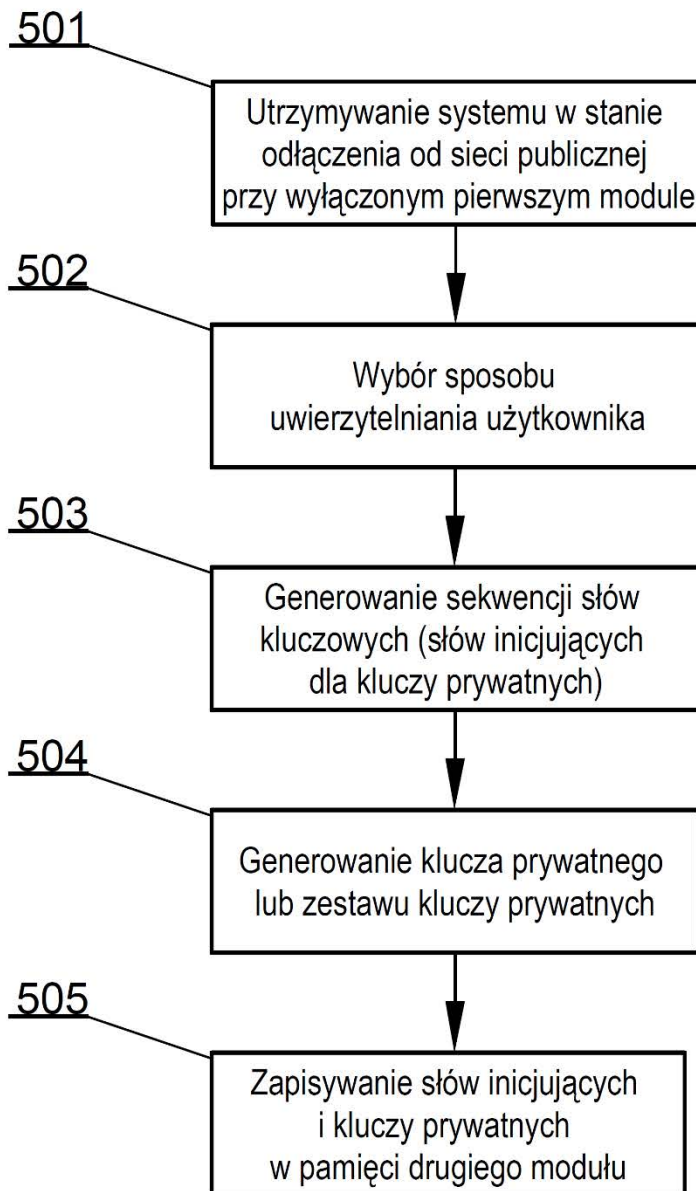 501
Utrzymywanie systemu w stanie
odłączenia od sieci publicznej
przy wyłączonym pierwszym module
502
Wybór sposobu
uwierzytelniania użytkownika
503
Generowanie sekwencji słów
kluczowych (słów inicjujących
dla kluczy prywatnych)
504
Generowanie klucza prywatnego
lub zestawu kluczy prywatnych
505
Zapisywanie słów inicjujących
i kluczy prywatnych
w pamięci drugiego modułu